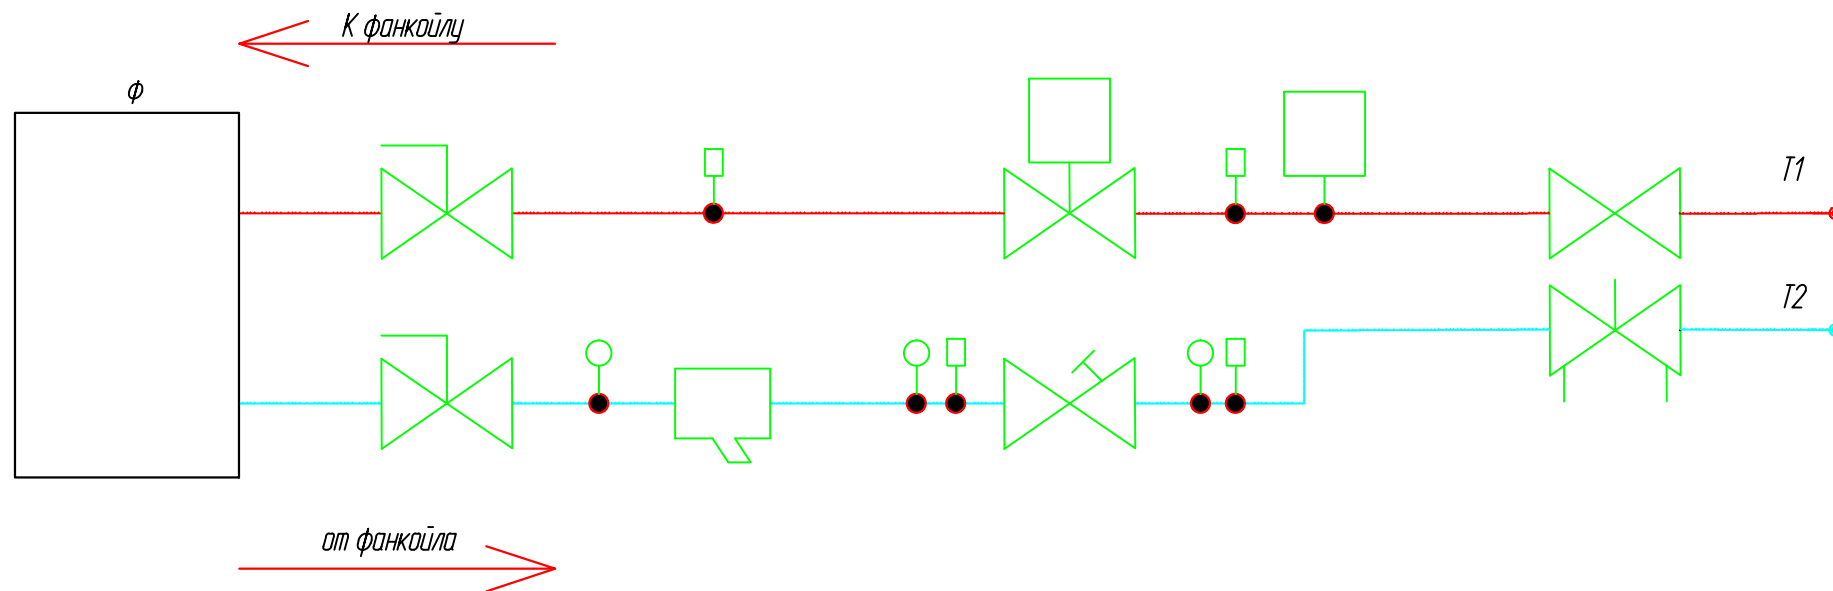 К фанкойлу
Ф
Т1
Т2
от фанкойла